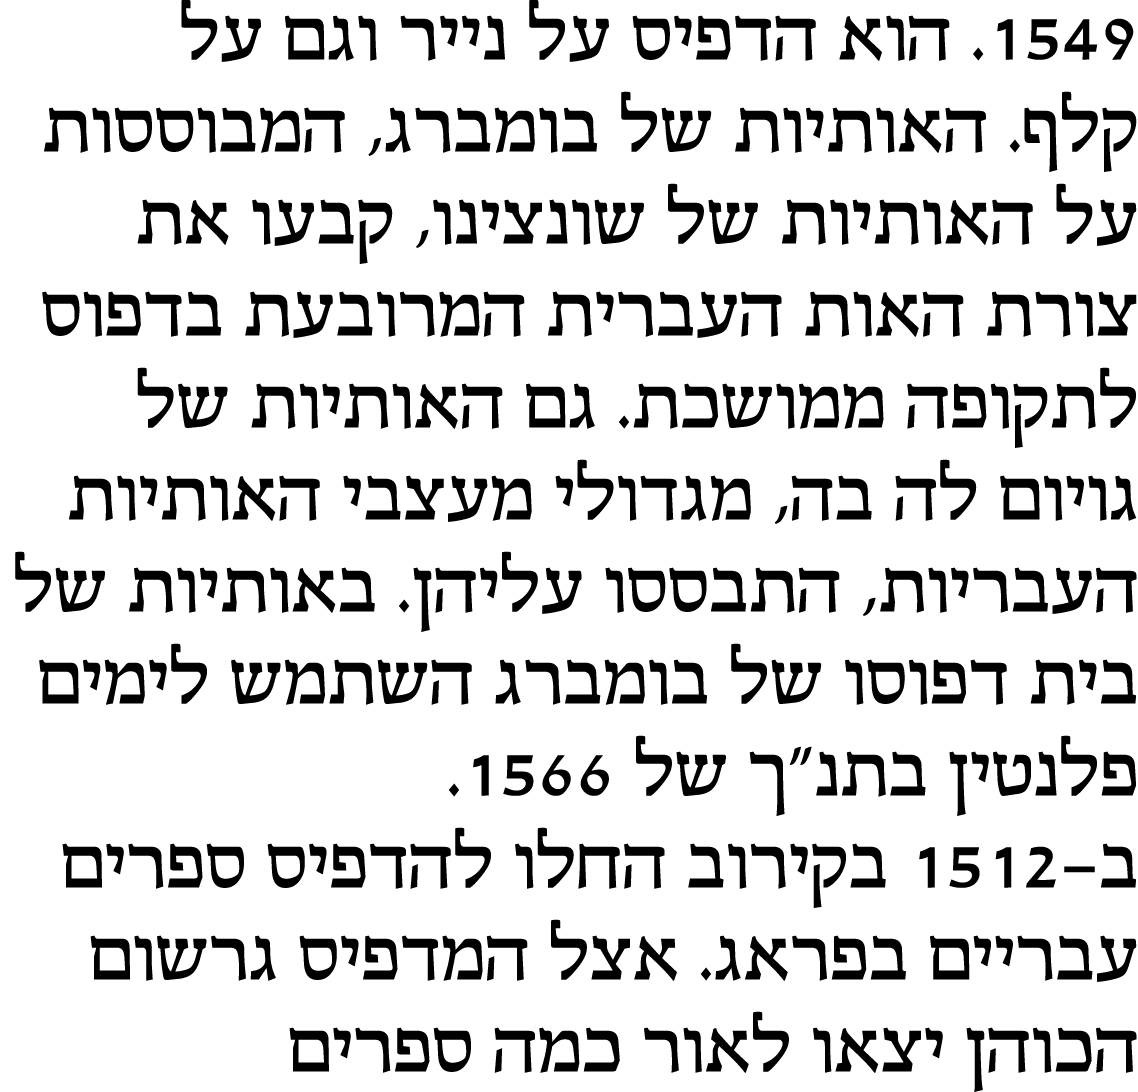 1549. הוא הדפיס על נייר וגם על
קלף. האותיות של בומברג, המבוססות
על האותיות של שונצינו, קבעו את
צורת האות העברית המרובעת בדפוס
לתקופה ממושכת. גם האותיות של
גויום לה בה, מגדולי מעצבי האותיות
העבריות, התבססו עליהן. באותיות של
בית דפוסו של בומברג השתמש לימים
פלנטין בתנ״ך של 1566.
ב–1512 בקירוב החלו להדפיס ספרים
עבריים בפראג. אצל המדפיס גרשום
הכוהן יצאו לאור כמה ספרים